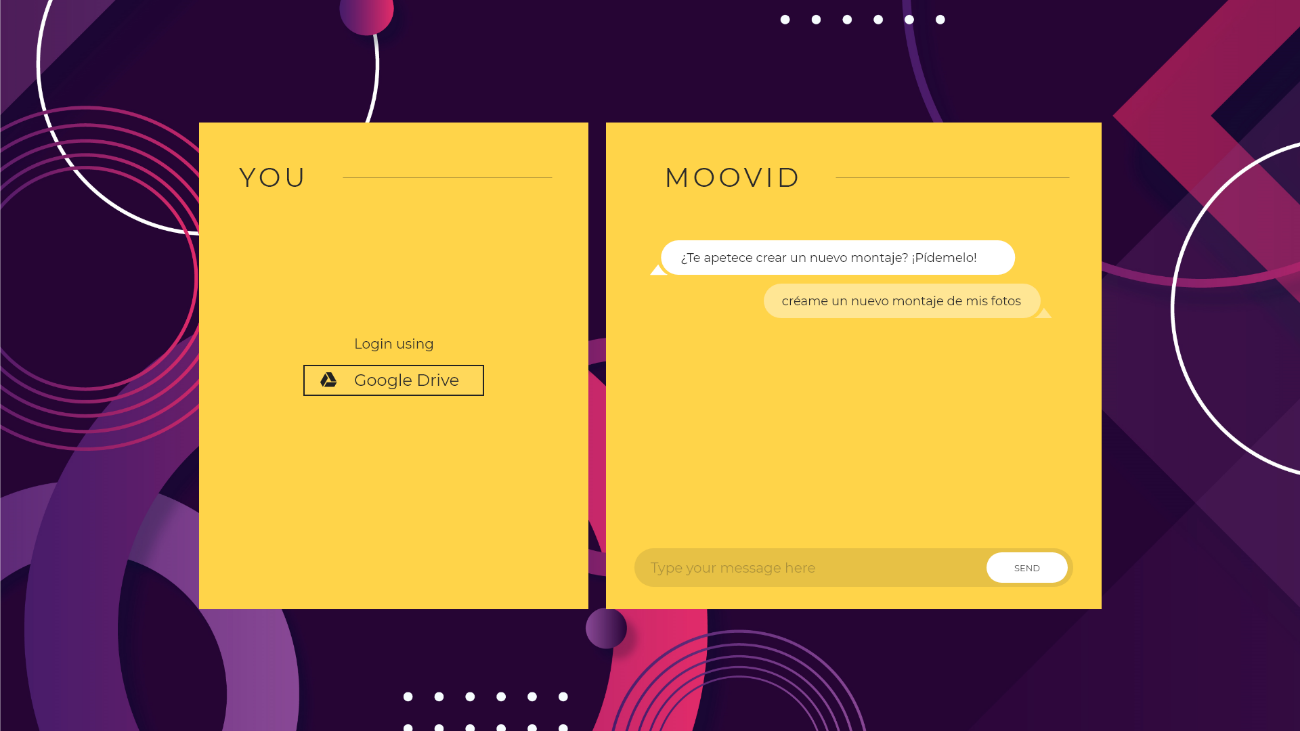 YOU
Login using
Google Drive
MOOVID
¿Te apetece crear un nuevo montaje? ¡Pídemelo!
créame un nuevo montaje de mis fotos
Type your message here
SEND